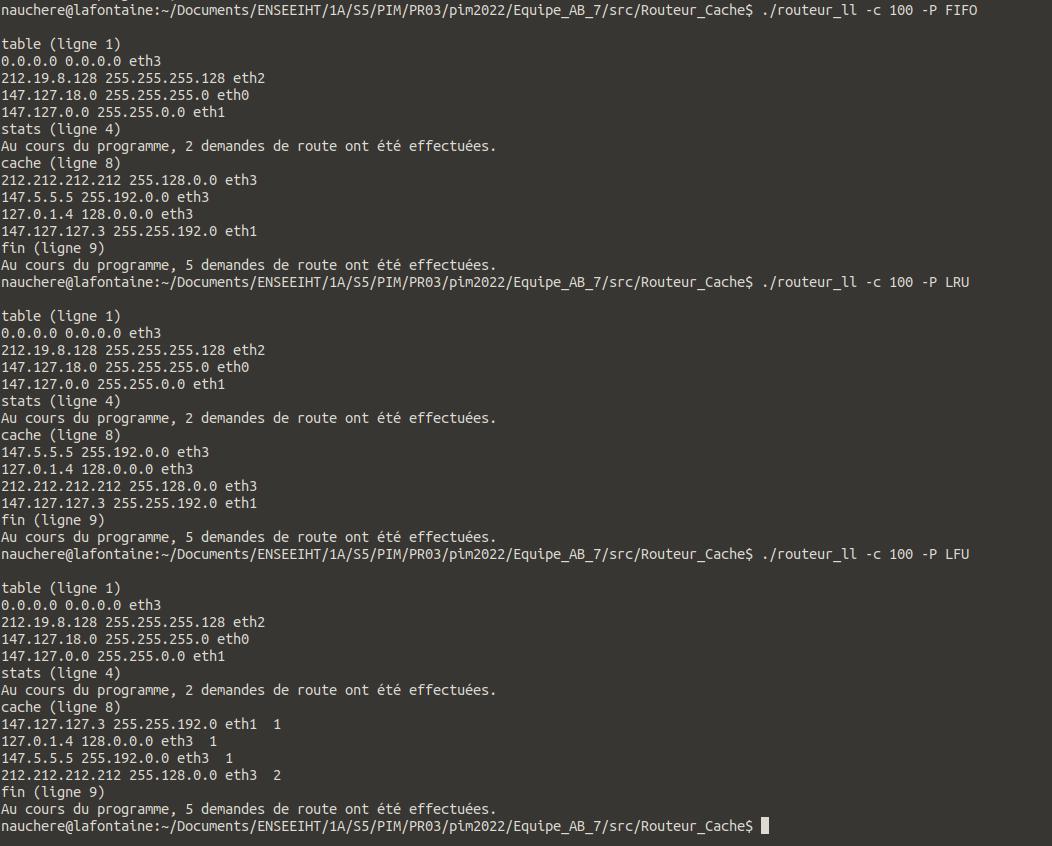 nauchere@lafontaine:~/Documents/ENSEEIHT/1A/S5/PIM/PR03/pim2022/Equipe_AB_7/src/Routeur_Cache$ ./routeur_ll -c 100 -P FIFO
table (ligne 1)
0.0.0.0 0.0.0.0 eth3
212.19.8.128 255.255.255.128 eth2
147.127.18.0 255.255.255.0 eth0
147.127.0.0 255.255.0.0 eth1
stats (ligne 4)
Au cours du programme, 2 demandes de route ont été effectuées.
cache (ligne 8)
212.212.212.212 255.128.0.0 eth3
147.5.5.5 255.192.0.0 eth3
127.0.1.4 128.0.0.0 eth3
147.127.127.3 255.255.192.0 eth1
fin (ligne 9)
Au cours du programme, 5 demandes de route ont été effectuées.
nauchere@lafontaine:~/Documents/ENSEEIHT/1A/S5/PIM/PR03/pim2022/Equipe_AB_7/src/Routeur_Cache$ ./routeur_ll -c 100 -P LRU
table (ligne 1)
0.0.0.0 0.0.0.0 eth3
212.19.8.128 255.255.255.128 eth2
147.127.18.0 255.255.255.0 eth0
147.127.0.0 255.255.0.0 eth1
stats (ligne 4)
Au cours du programme, 2 demandes de route ont été effectuées.
cache (ligne 8)
147.5.5.5 255.192.0.0 eth3
127.0.1.4 128.0.0.0 eth3
212.212.212.212 255.128.0.0 eth3
147.127.127.3 255.255.192.0 eth1
fin (ligne 9)
Au cours du programme, 5 demandes de route ont été effectuées.
nauchere@lafontaine:~/Documents/ENSEEIHT/1A/S5/PIM/PR03/pim2022/Equipe_AB_7/src/Routeur_Cache$ ./routeur_ll -c 100 -P LFU
table (ligne 1)
0.0.0.0 0.0.0.0 eth3
212.19.8.128 255.255.255.128 eth2
147.127.18.0 255.255.255.0 eth0
147.127.0.0 255.255.0.0 eth1
stats (ligne 4)
Au cours du programme, 2 demandes de route ont été effectuées.
cache (ligne 8)
147.127.127.3 255.255.192.0 eth1  1
127.0.1.4 128.0.0.0 eth3  1
147.5.5.5 255.192.0.0 eth3  1
212.212.212.212 255.128.0.0 eth3  2
fin (ligne 9)
Au cours du programme, 5 demandes de route ont été effectuées.
nauchere@lafontaine:~/Documents/ENSEEIHT/1A/S5/PIM/PR03/pim2022/Equipe_AB_7/src/Routeur_Cache$